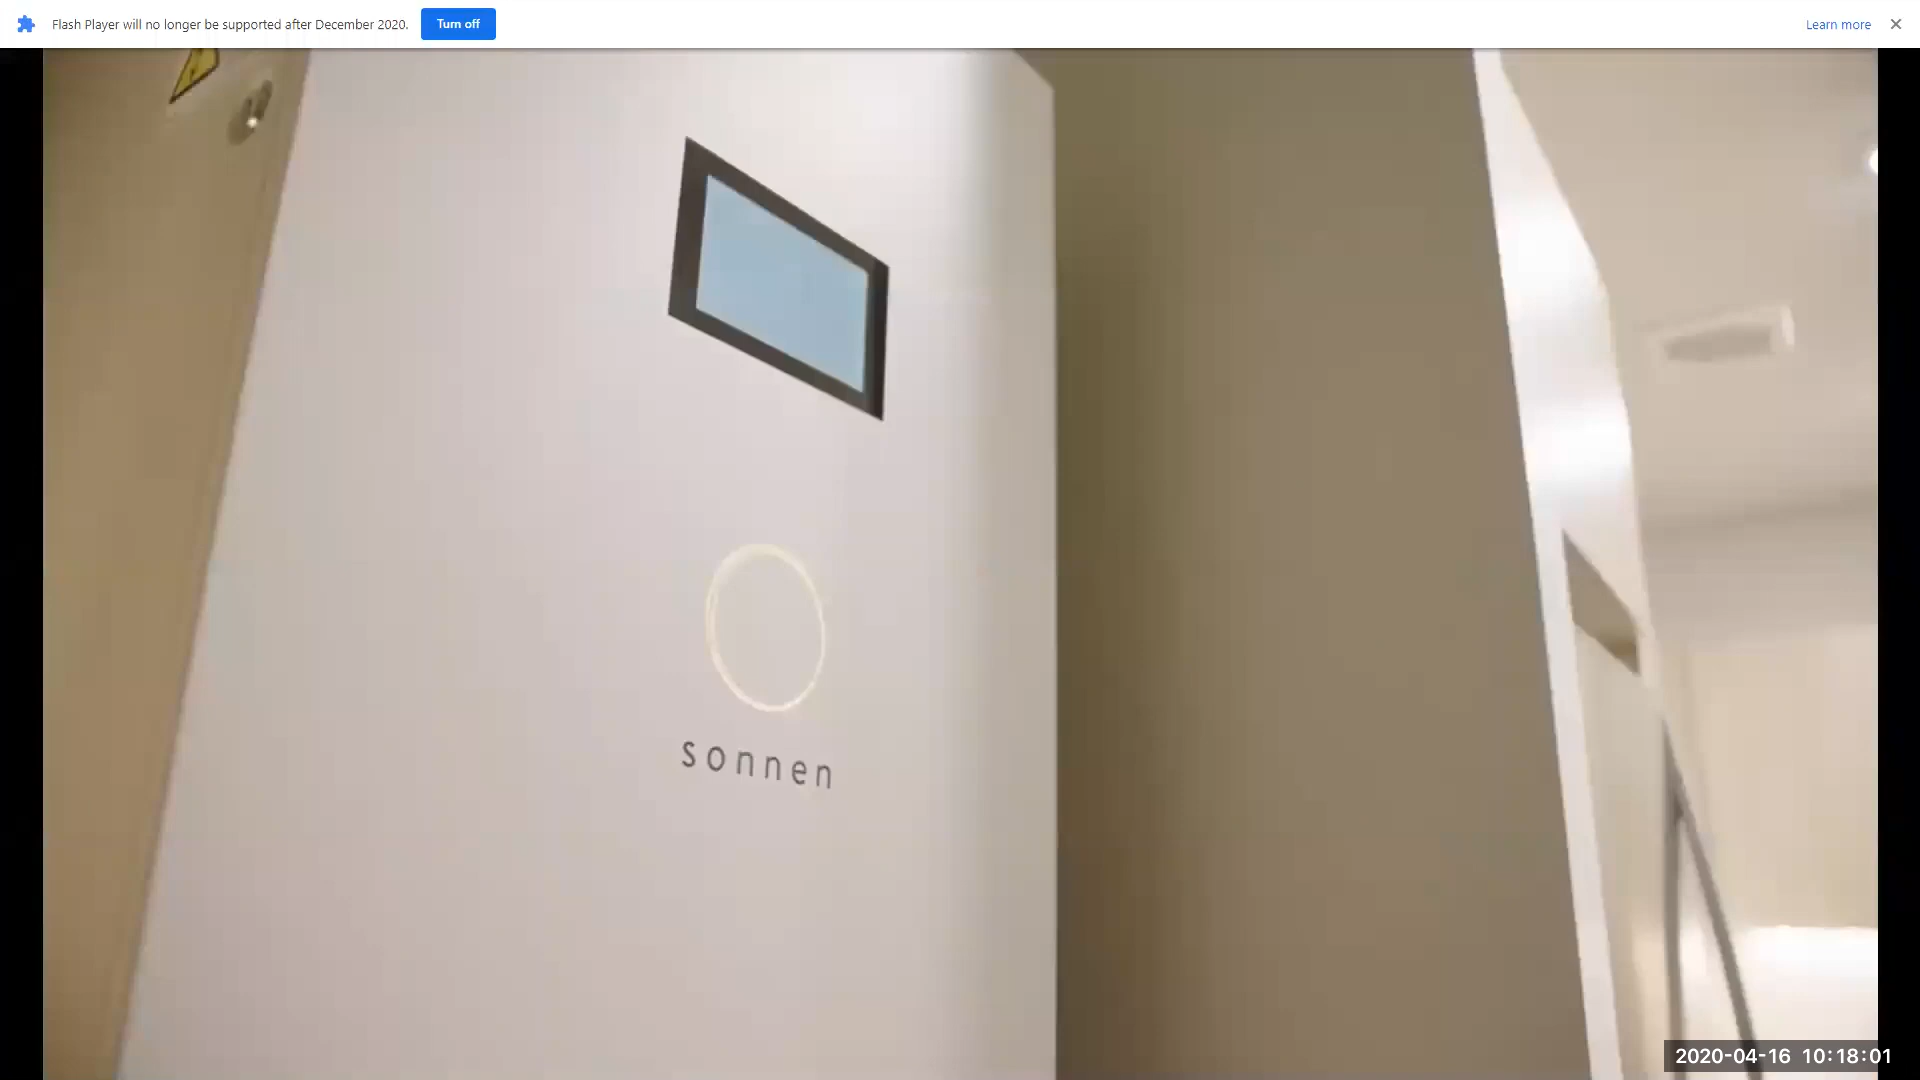 Flash Player will no longer be supported after December 2020.
Turn off
Learn more
sonnen
2020-04-16 10:18:01